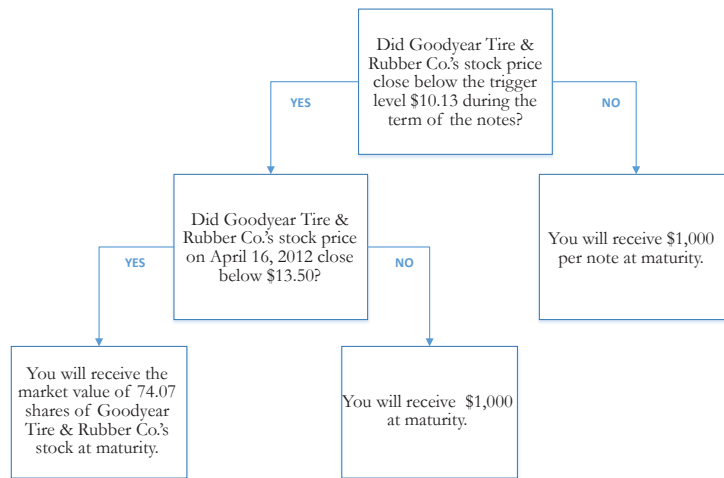 Did Goodyear Tire &
Rubber Co.'s stock price
close below the trigger
level $10.13 during the
term of the notes?
YES
NO
Did Goodyear Tire &
Rubber Co.'s stock price
on April 16, 2012 close
below $13.50?
You will receive $1,000
per note at maturity.
YES
NO
You will receive the
market value of 74.07
shares of Goodyear
Tire & Rubber Co.'s
stock at maturity.
You will receive $1,000
at maturity.